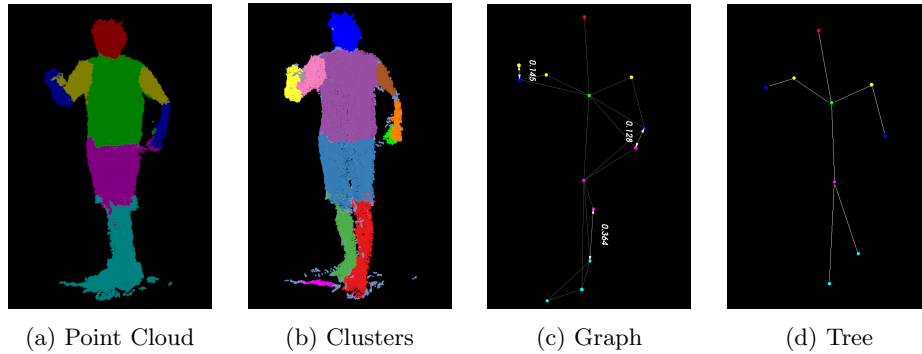 0.145
0.128
0.364
(a) Point Cloud
(b) Clusters
(c) Graph
(d) Tree